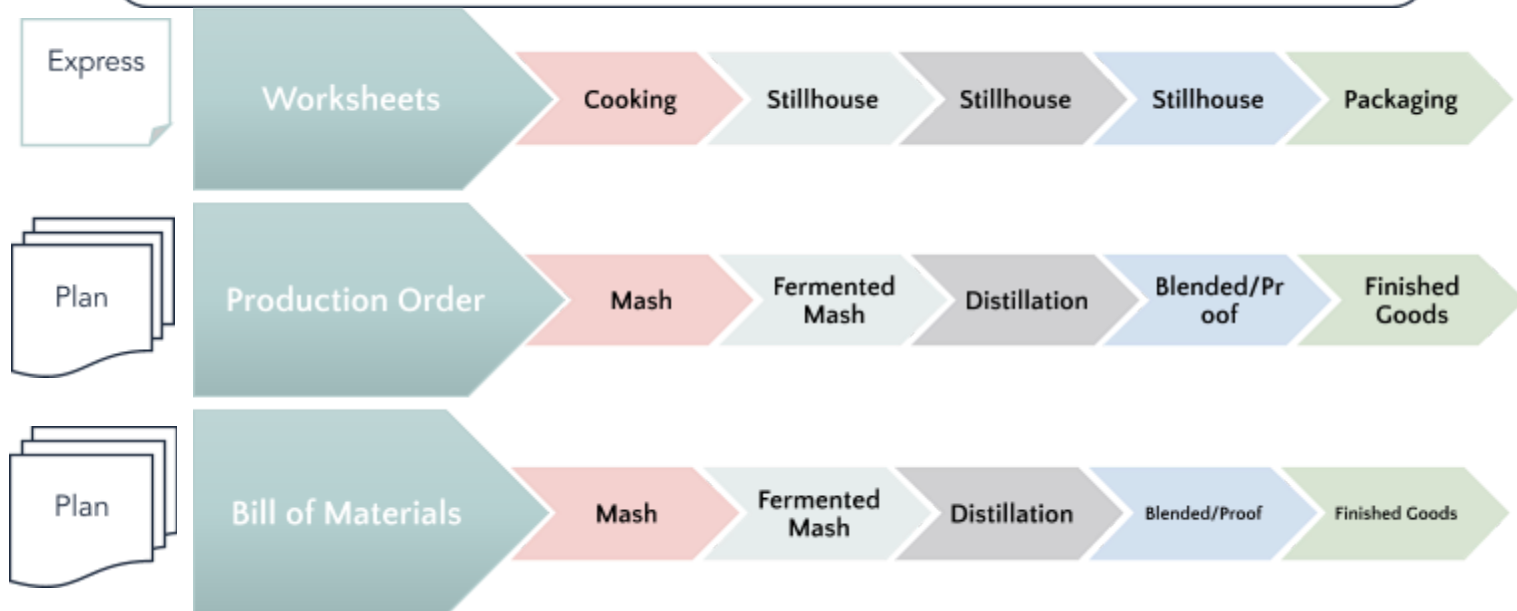 Express
Worksheets
Cooking
Stillhouse
Stillhouse
Stillhouse
Packaging
Plan
Production Order
Mash
Fermented
Mash
Distillation
Blended/Pr
oof
Finished
Goods
Plan
Bill of Materials
Mash
Fermented
Mash
Distillation
Blended/Proof
Finished Goods